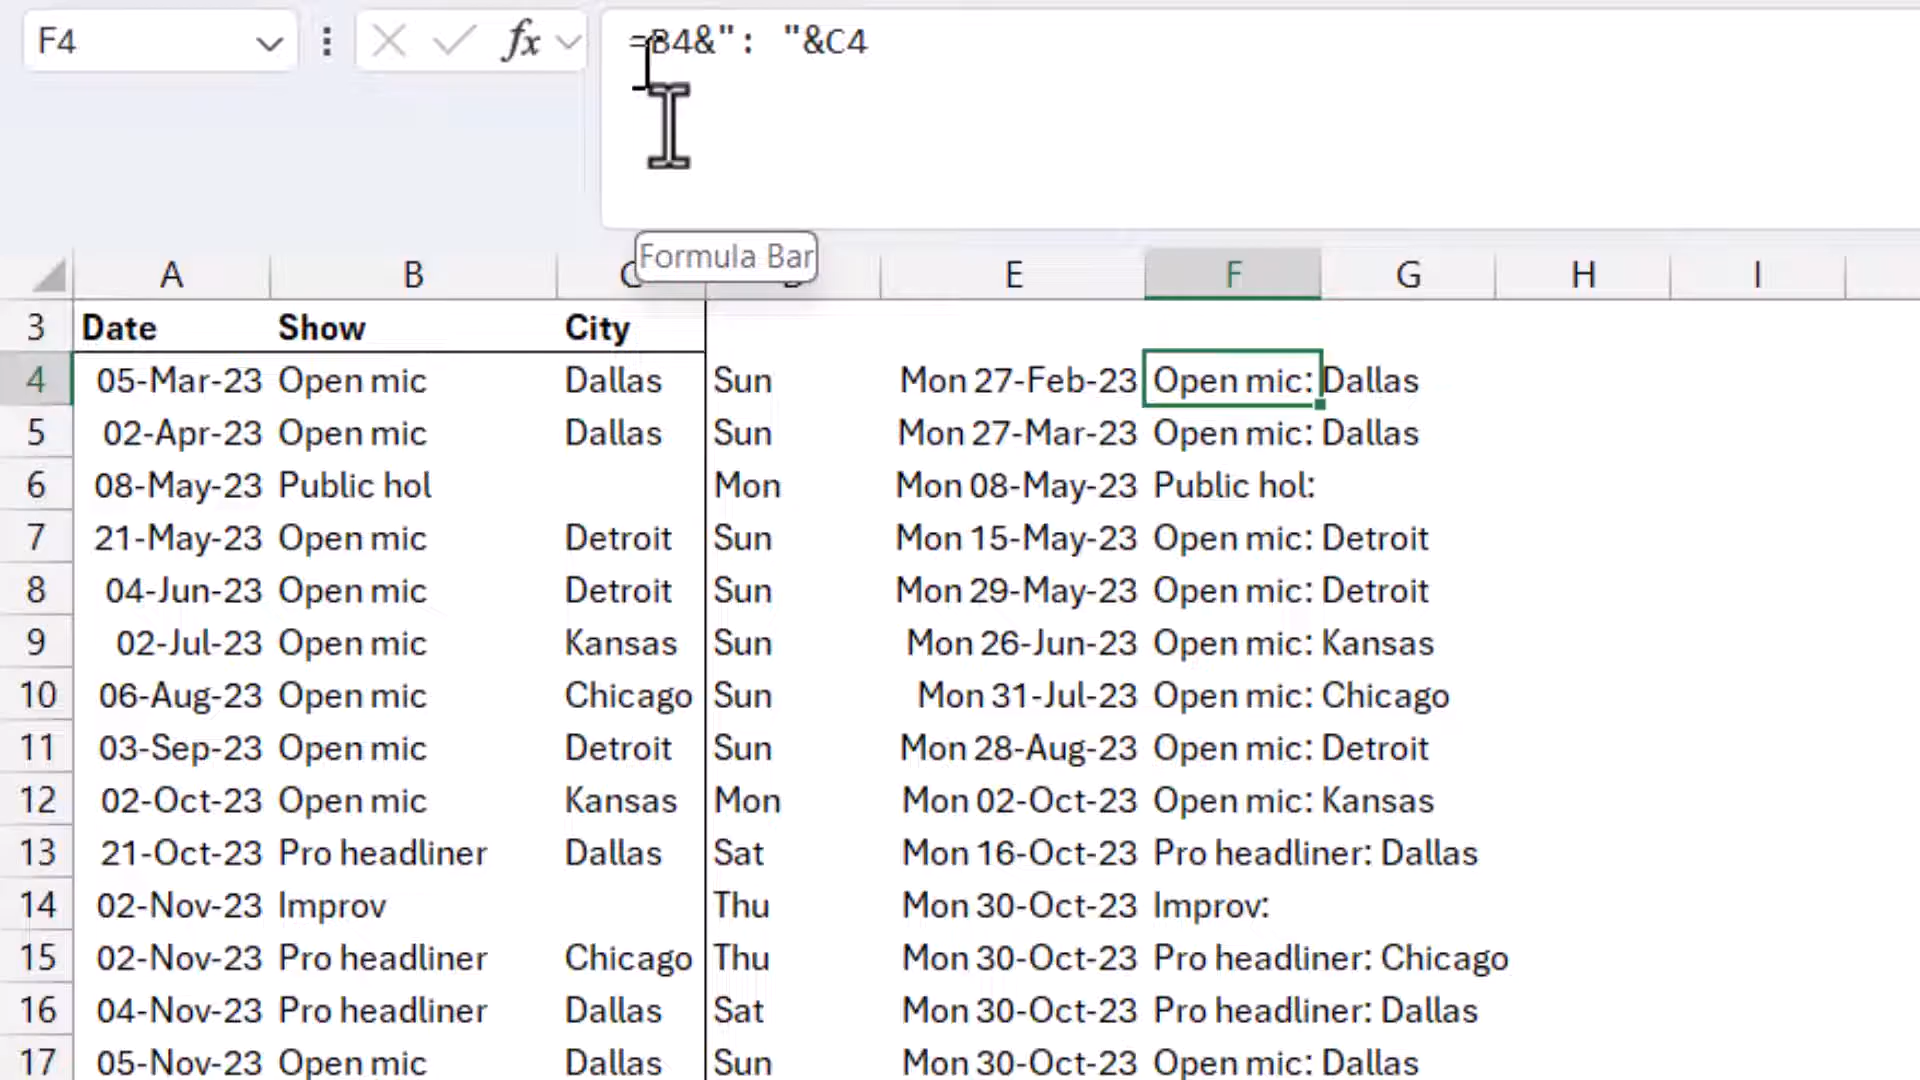 F4 fx =B4&": "&C4
Formula Bar
A B C D E F G H I
3 Date Show City
4 05-Mar-23 Open mic Dallas Sun Mon 27-Feb-23 Open mic: Dallas
5 02-Apr-23 Open mic Dallas Sun Mon 27-Mar-23 Open mic: Dallas
6 08-May-23 Public hol Mon Mon 08-May-23 Public hol:
7 21-May-23 Open mic Detroit Sun Mon 15-May-23 Open mic: Detroit
8 04-Jun-23 Open mic Detroit Sun Mon 29-May-23 Open mic: Detroit
9 02-Jul-23 Open mic Kansas Sun Mon 26-Jun-23 Open mic: Kansas
10 06-Aug-23 Open mic Chicago Sun Mon 31-Jul-23 Open mic: Chicago
11 03-Sep-23 Open mic Detroit Sun Mon 28-Aug-23 Open mic: Detroit
12 02-Oct-23 Open mic Kansas Mon Mon 02-Oct-23 Open mic: Kansas
13 21-Oct-23 Pro headliner Dallas Sat Mon 16-Oct-23 Pro headliner: Dallas
14 02-Nov-23 Improv Thu Mon 30-Oct-23 Improv:
15 02-Nov-23 Pro headliner Chicago Thu Mon 30-Oct-23 Pro headliner: Chicago
16 04-Nov-23 Pro headliner Dallas Sat Mon 30-Oct-23 Pro headliner: Dallas
17 05-Nov-23 Open mic Dallas Sun Mon 30-Oct-23 Open mic: Dallas